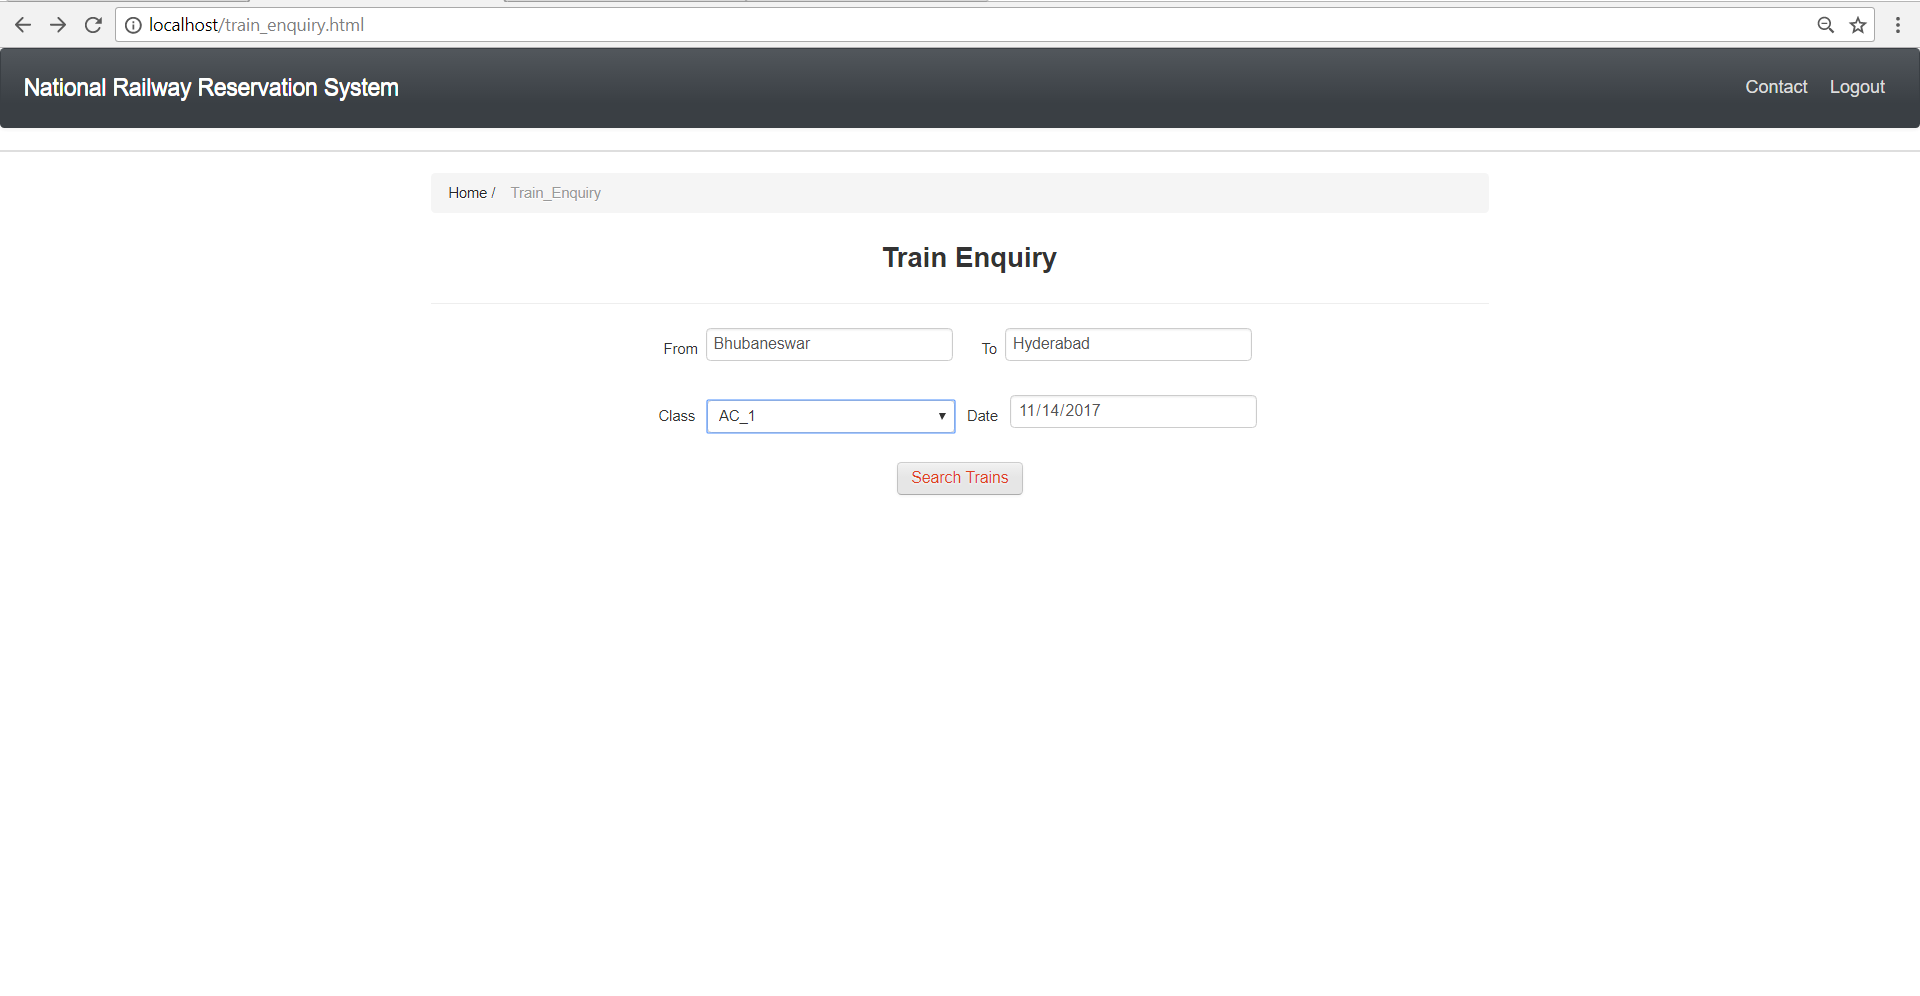 localhost/train_enquiry.html
National Railway Reservation System Contact Logout
Home / Train_Enquiry
Train Enquiry
From Bhubaneswar To Hyderabad
Class AC_1 Date 11/14/2017
Search Trains